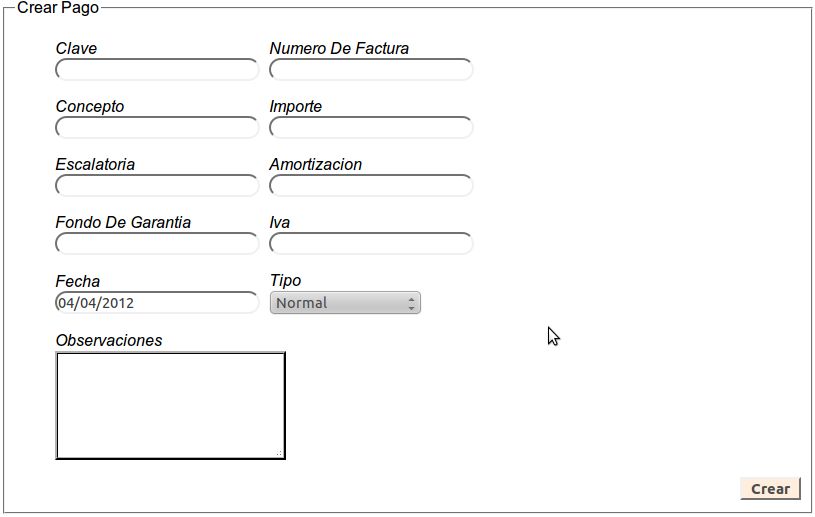 Crear Pago
Clave Numero De Factura
Concepto Importe
Escalatoria Amortizacion
Fondo De Garantia Iva
Fecha Tipo
04/04/2012 Normal
Observaciones
Crear